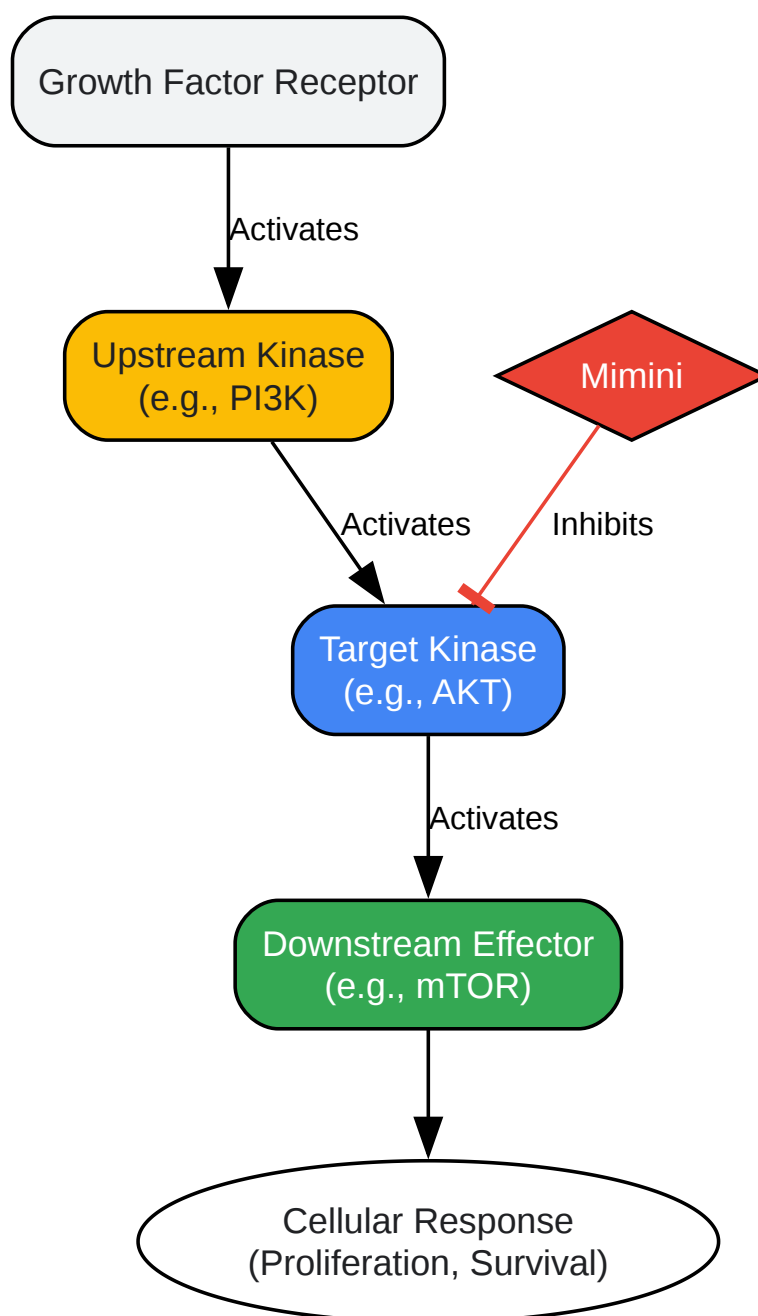 Growth Factor Receptor
Activates
Upstream Kinase
(e.g., PI3K)
Mimini
Activates
Inhibits
Target Kinase
(e.g., AKT)
Activates
Downstream Effector
(e.g., mTOR)
Cellular Response
(Proliferation, Survival)